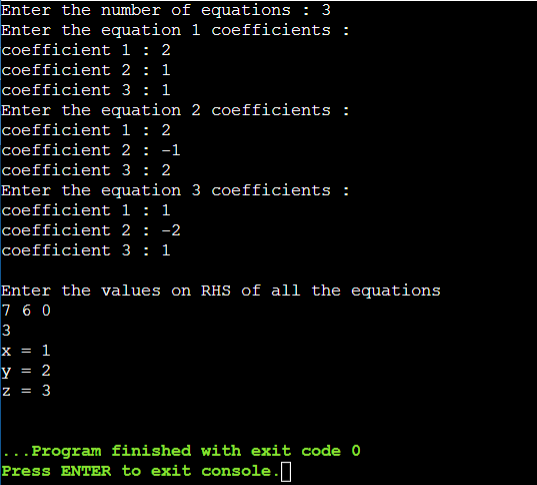 Enter the number of equations : 3
Enter the equation 1 coefficients :
coefficient 1 : 2
coefficient 2 : 1
coefficient 3 : 1
Enter the equation 2 coefficients :
coefficient 1 : 2
coefficient 2 : -1
coefficient 3 : 2
Enter the equation 3 coefficients :
coefficient 1 : 1
coefficient 2 : -2
coefficient 3 : 1
Enter the values on RHS of all the equations
7 6 0
3
x = 1
y = 2
z = 3
...Program finished with exit code 0
Press ENTER to exit console.